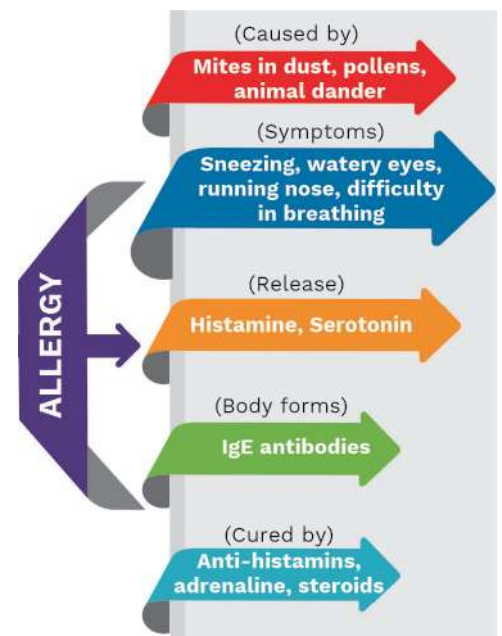 (Caused by)
Mites in dust, pollens,
animal dander
(Symptoms)
Sneezing, watery eyes,
running nose, difficulty
in breathing
ALLERGY
(Release)
Histamine, Serotonin
(Body forms)
IgE antibodies
(Cured by)
Anti-histamins,
adrenaline, steroids